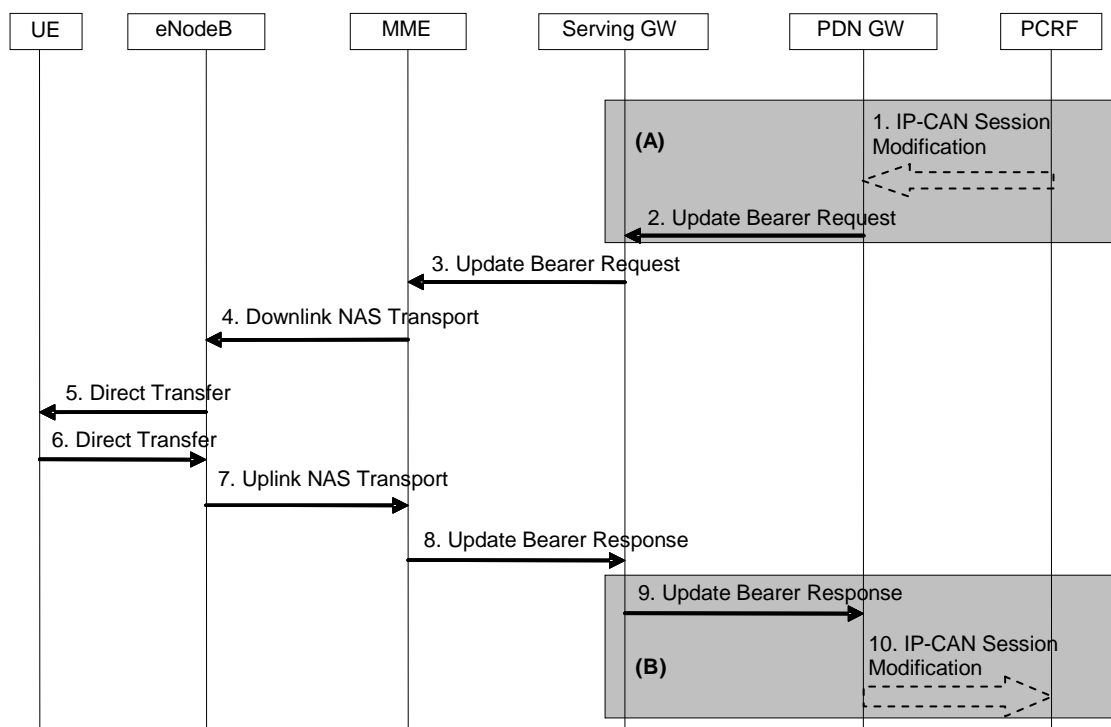 UE
eNodeB
MME
Serving GW
PDN GW
PCRF
(A)
1. IP-CAN Session
Modification
2. Update Bearer Request
3. Update Bearer Request
4. Downlink NAS Transport
5. Direct Transfer
6. Direct Transfer
7. Uplink NAS Transport
8. Update Bearer Response
9. Update Bearer Response
(B)
10. IP-CAN Session
Modification